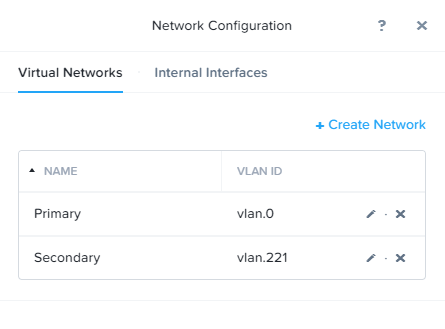 Network Configuration ? ×
Virtual Networks · Internal Interfaces
+ Create Network
NAME VLAN ID
Primary vlan.0 ·
Secondary vlan.221 ·